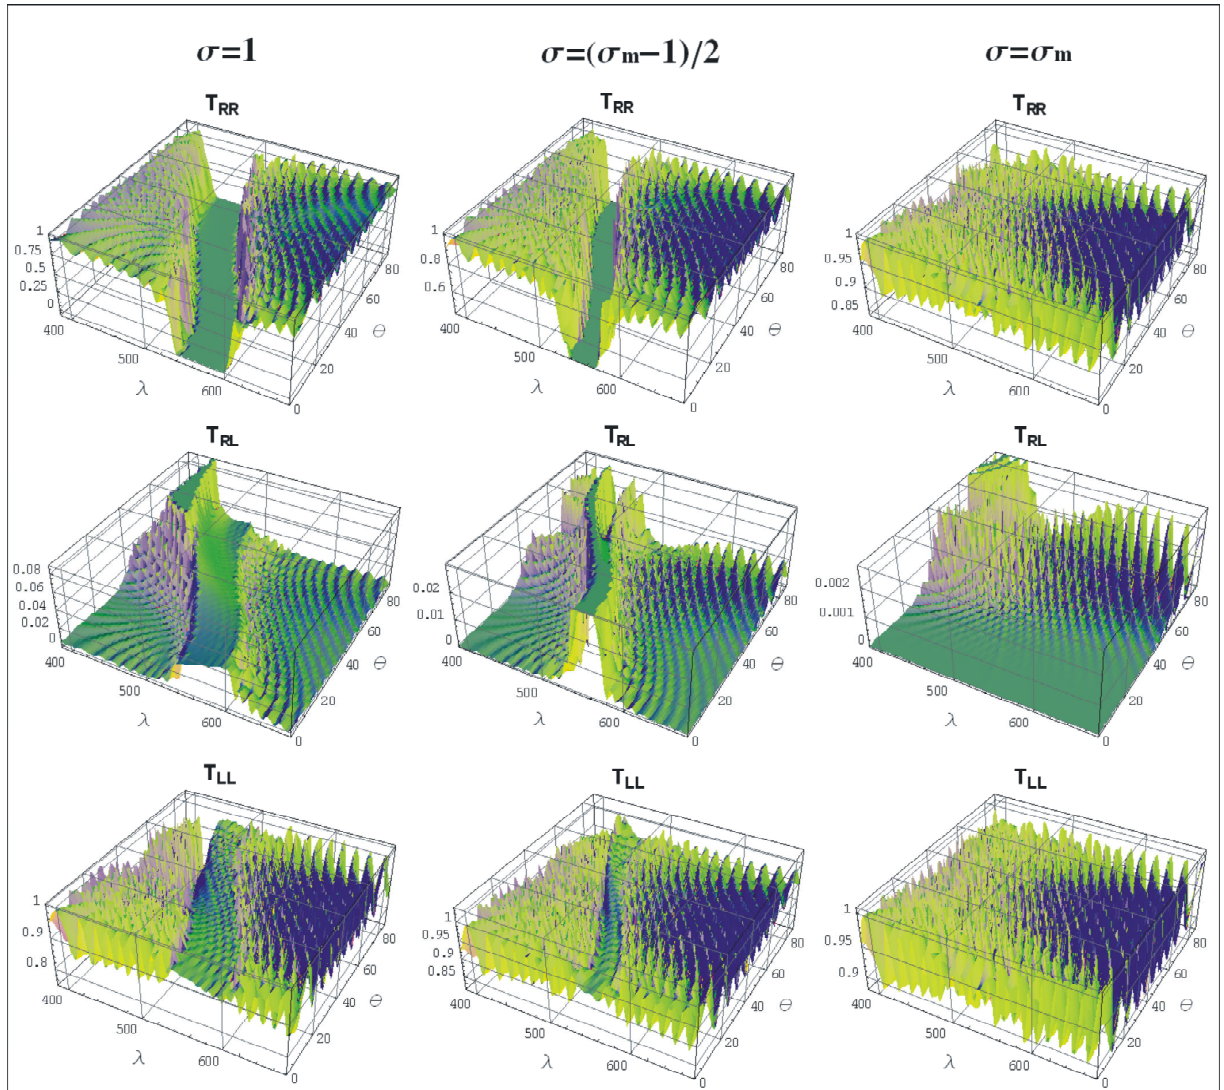 σ=1 σ=(σm−1)/2 σ=σm
TRR TRR TRR
1 0.75 0.5 0.25 0 400 500 600 λ 0 20 40 60 80 θ
1 0.8 0.6 400 500 600 λ 0 20 40 60 80 θ
1 0.95 0.9 0.85 400 500 600 λ 0 20 40 60 80 θ
TRL TRL TRL
0.08 0.06 0.04 0.02 0 400 500 600 λ 0 20 40 60 80 θ
0.02 0.01 0 400 500 600 λ 0 20 40 60 80 θ
0.002 0.001 0 400 500 600 λ 0 20 40 60 80 θ
TLL TLL TLL
1 0.9 0.8 400 500 600 λ 0 20 40 60 80 θ
1 0.95 0.9 0.85 400 500 600 λ 0 20 40 60 80 θ
1 0.95 0.9 400 500 600 λ 0 20 40 60 80 θ